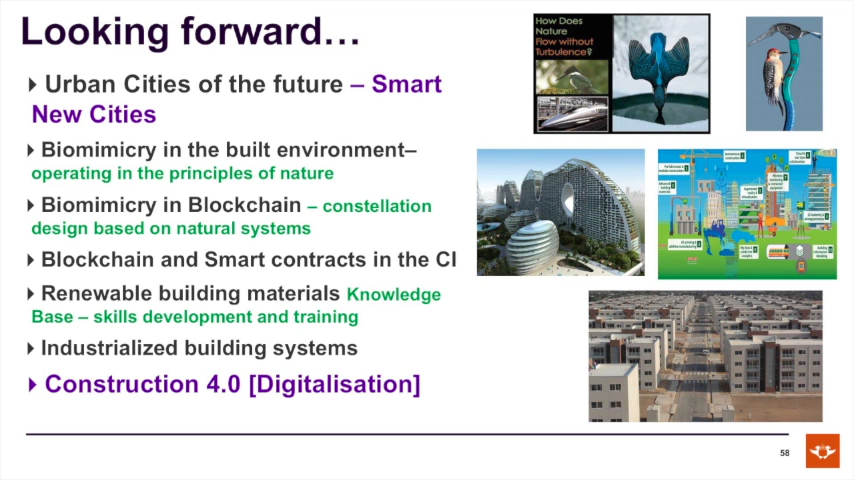 Looking forward…
Urban Cities of the future – Smart
New Cities
Biomimicry in the built environment–
operating in the principles of nature
Biomimicry in Blockchain – constellation
design based on natural systems
Blockchain and Smart contracts in the CI
Renewable building materials Knowledge
Base – skills development and training
Industrialized building systems
Construction 4.0 [Digitalisation]
How Does
Nature
Flow without
Turbulence?
58